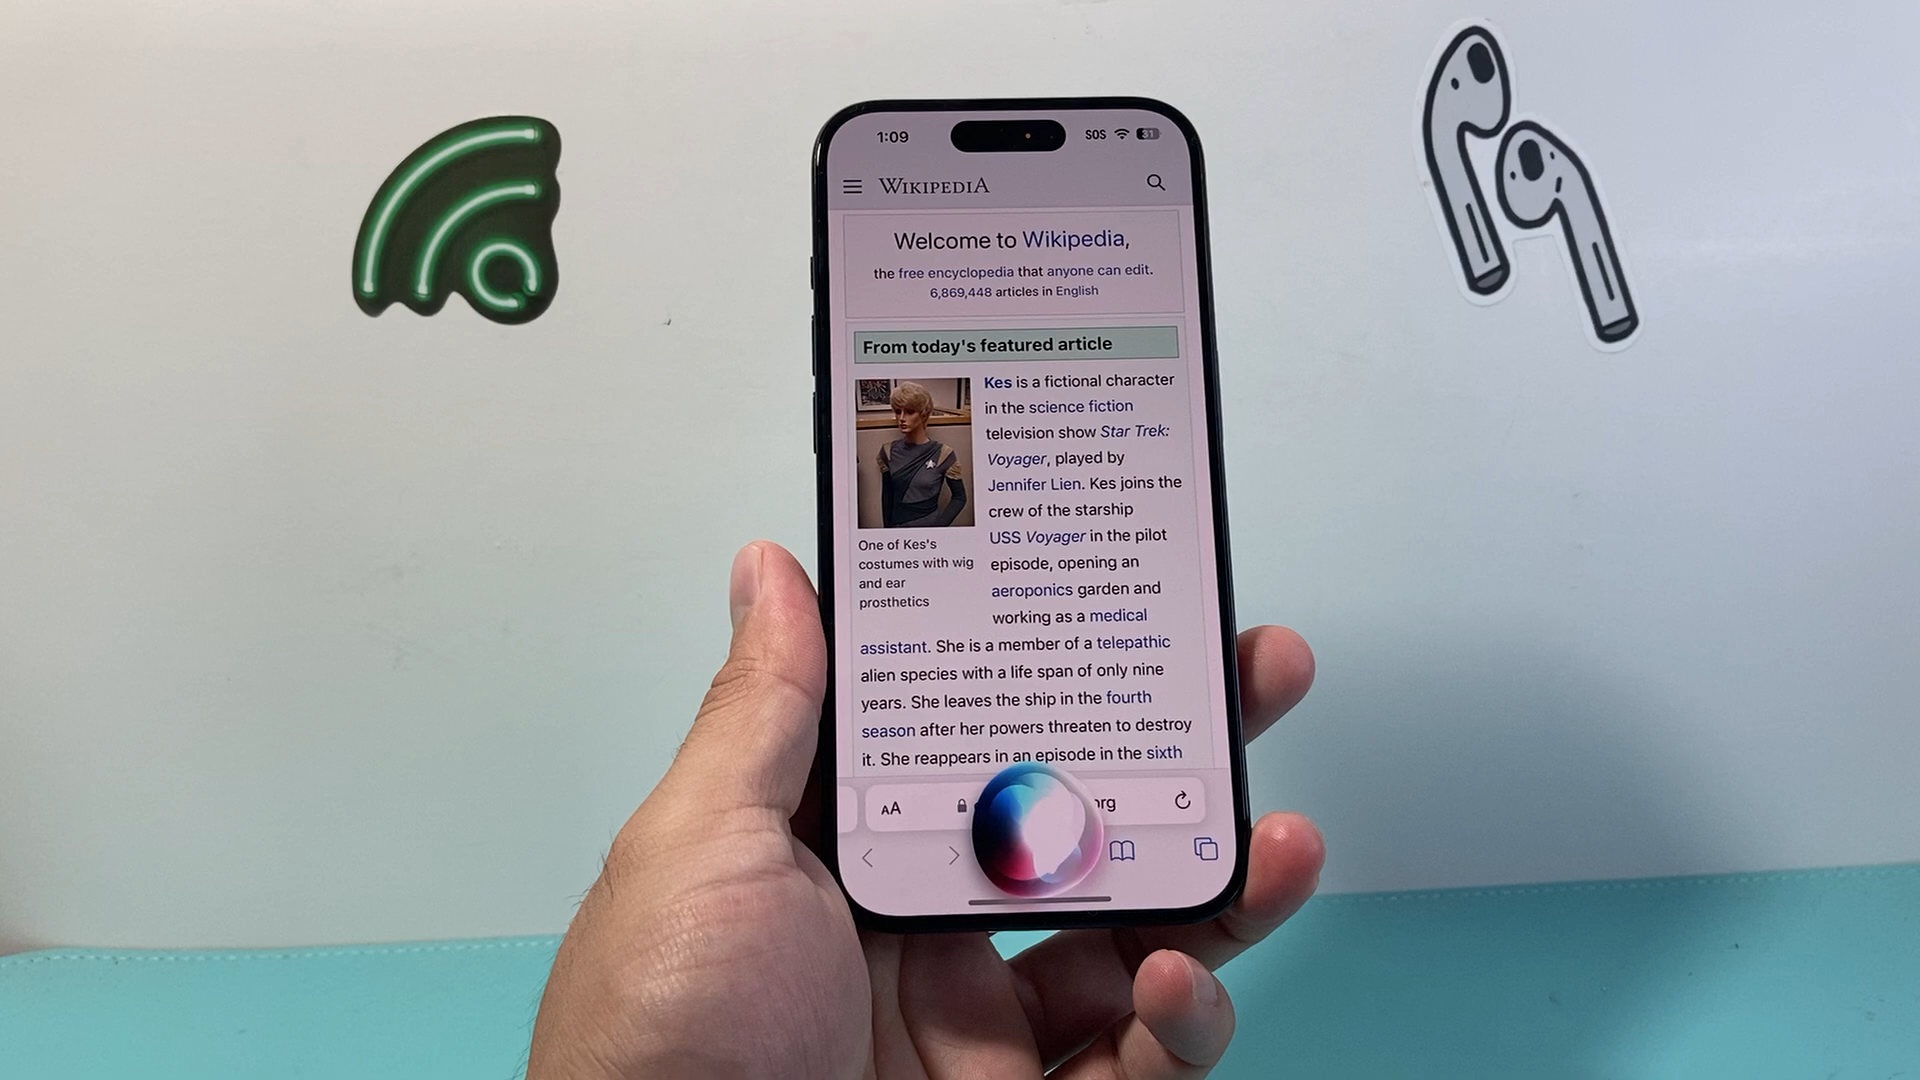 1:09
SOS
31
WIKIPEDIA
Welcome to Wikipedia,
the free encyclopedia that anyone can edit.
6,869,448 articles in English
From today's featured article
Kes is a fictional character
in the science fiction
television show Star Trek:
Voyager, played by
Jennifer Lien. Kes joins the
crew of the starship
USS Voyager in the pilot
episode, opening an
aeroponics garden and
working as a medical
One of Kes's
costumes with wig
and ear
prosthetics
assistant. She is a member of a telepathic
alien species with a life span of only nine
years. She leaves the ship in the fourth
season after her powers threaten to destroy
it. She reappears in an episode in the sixth
AA
org